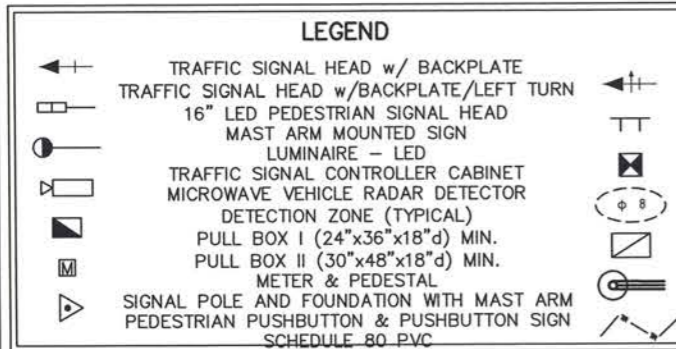 LEGEND
TRAFFIC SIGNAL HEAD w/ BACKPLATE
TRAFFIC SIGNAL HEAD w/BACKPLATE/LEFT TURN
16" LED PEDESTRIAN SIGNAL HEAD
MAST ARM MOUNTED SIGN
LUMINAIRE – LED
TRAFFIC SIGNAL CONTROLLER CABINET
MICROWAVE VEHICLE RADAR DETECTOR
DETECTION ZONE (TYPICAL)
φ 8
PULL BOX I (24"x36"x18"d) MIN.
PULL BOX II (30"x48"x18"d) MIN.
M
METER & PEDESTAL
SIGNAL POLE AND FOUNDATION WITH MAST ARM
PEDESTRIAN PUSHBUTTON & PUSHBUTTON SIGN
SCHEDULE 80 PVC